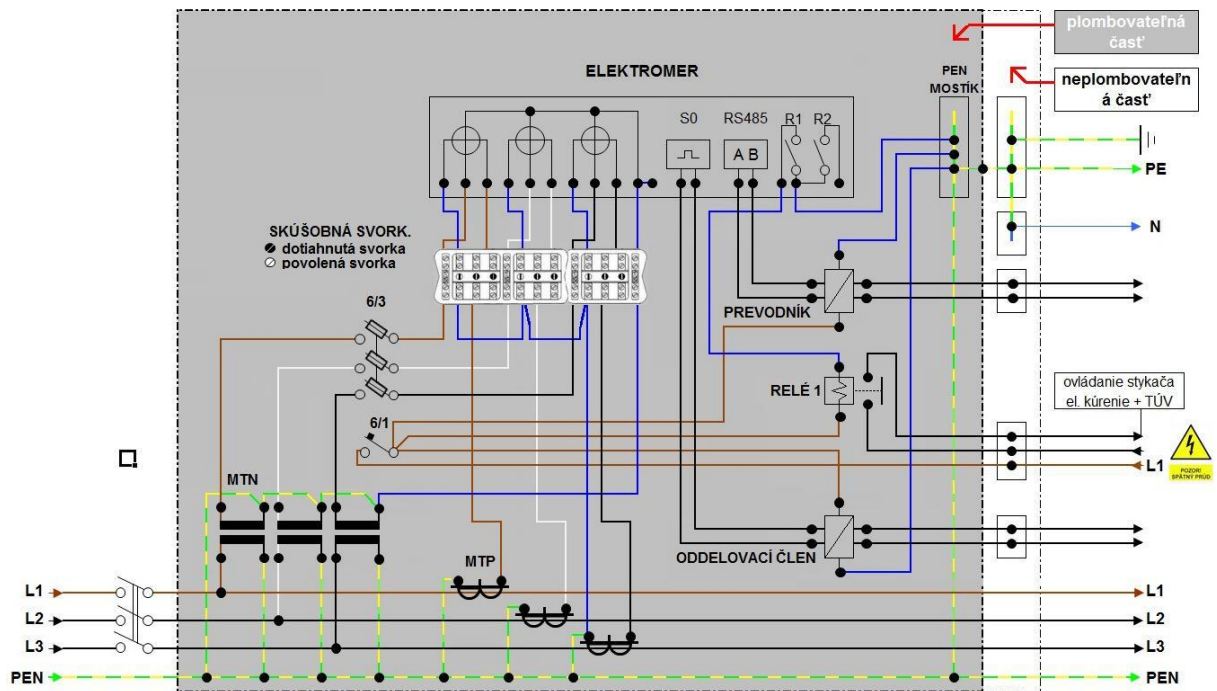 plombovateľná
časť
neplombovateľn
á časť
PEN
MOSTÍK
ELEKTROMER
S0 RS485 R1 R2
A B
PE
N
SKÚŠOBNÁ SVORK.
dotiahnutá svorka
povolená svorka
6/3
PREVODNÍK
RELÉ 1
ovládanie stykača
el. kúrenie + TÚV
6/1
L1
POZOR!
SPÄTNÝ PRÚD
MTN
MTP
ODDELOVACÍ ČLEN
L1
L1
L2
L2
L3
L3
PEN
PEN